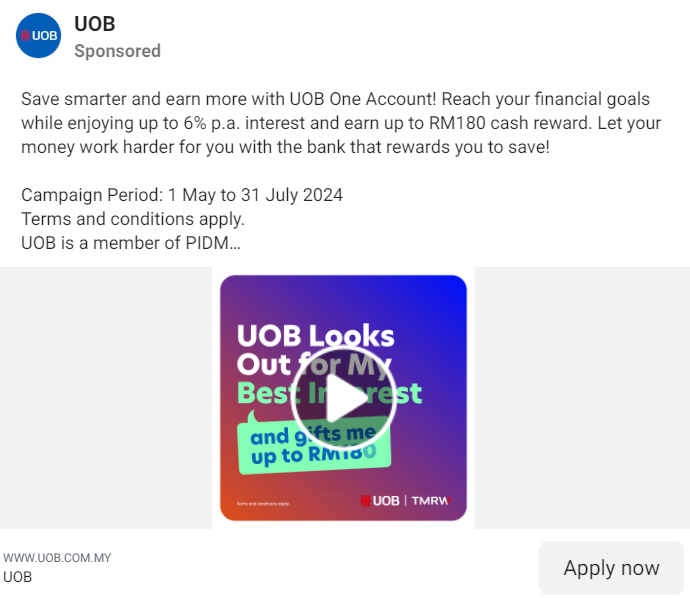 UOB
UOB
Sponsored
Save smarter and earn more with UOB One Account! Reach your financial goals
while enjoying up to 6% p.a. interest and earn up to RM180 cash reward. Let your
money work harder for you with the bank that rewards you to save!
Campaign Period: 1 May to 31 July 2024
Terms and conditions apply.
UOB is a member of PIDM...
UOB Looks
Out for My
Best Interest
and gifts me
up to RM180
Terms and conditions apply
UOB | TMRW
WWW.UOB.COM.MY
UOB
Apply now